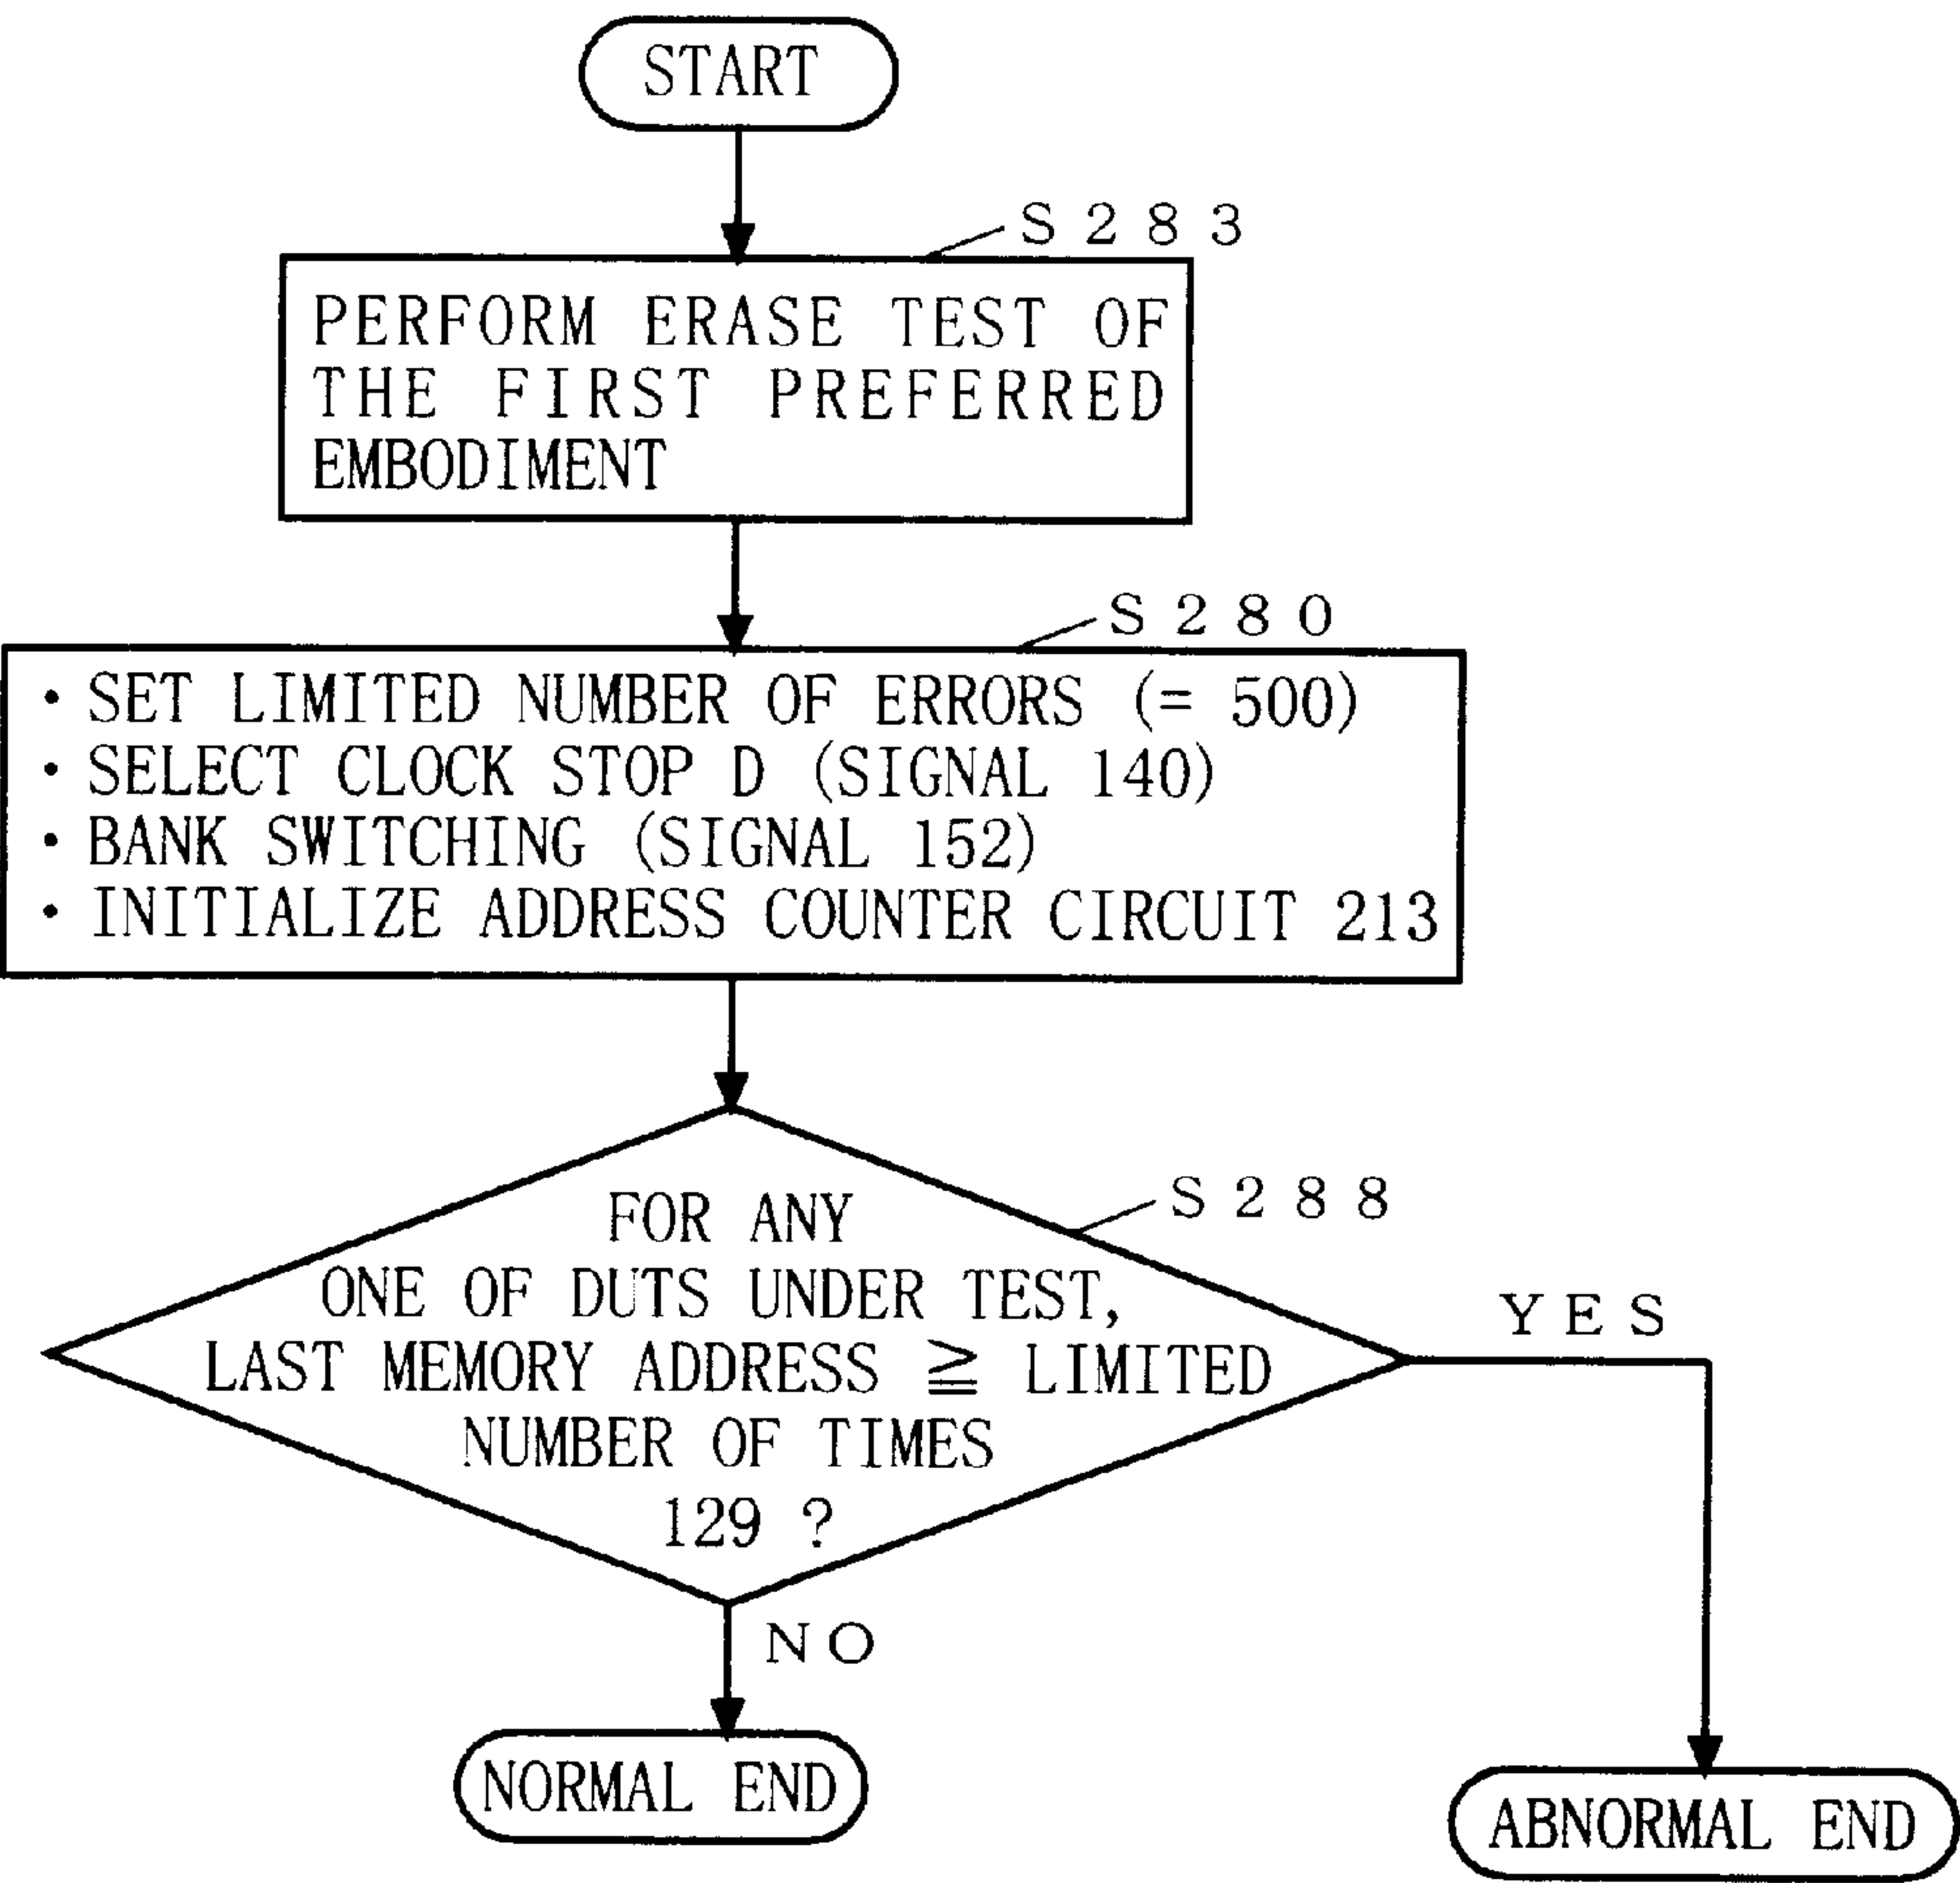 START
S283
PERFORM ERASE TEST OF
THE FIRST PREFERRED
EMBODIMENT
S280
・SET LIMITED NUMBER OF ERRORS (= 500)
・SELECT CLOCK STOP D (SIGNAL 140)
・BANK SWITCHING (SIGNAL 152)
・INITIALIZE ADDRESS COUNTER CIRCUIT 213
S288
FOR ANY
ONE OF DUTS UNDER TEST,
LAST MEMORY ADDRESS ≧ LIMITED
NUMBER OF TIMES
129 ?
YES
NO
NORMAL END
ABNORMAL END